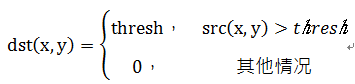 dst(x, y) = { thresh， src(x, y) > thresh
0， 其他情况